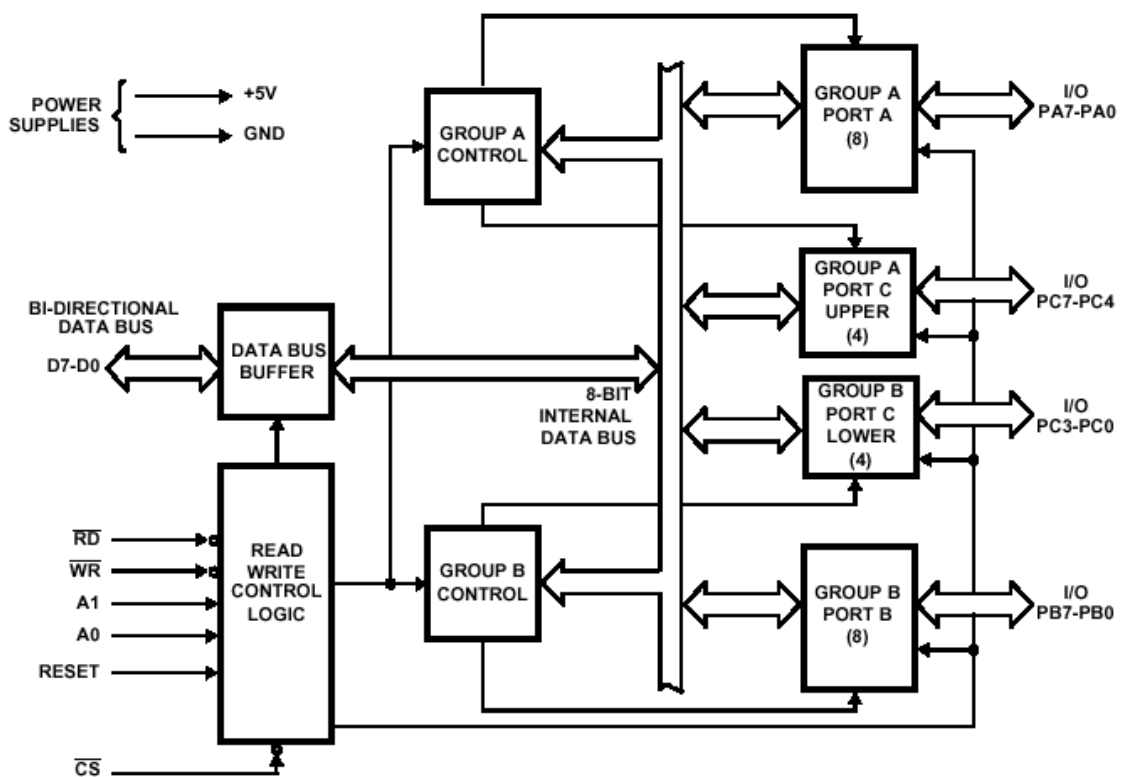 POWER
SUPPLIES
+5V
GND
GROUP A
CONTROL
GROUP A
PORT A
(8)
I/O
PA7-PA0
GROUP A
PORT C
UPPER
(4)
I/O
PC7-PC4
BI-DIRECTIONAL
DATA BUS
D7-D0
DATA BUS
BUFFER
8-BIT
INTERNAL
DATA BUS
GROUP B
PORT C
LOWER
(4)
I/O
PC3-PC0
RD
WR
A1
A0
RESET
CS
READ
WRITE
CONTROL
LOGIC
GROUP B
CONTROL
GROUP B
PORT B
(8)
I/O
PB7-PB0